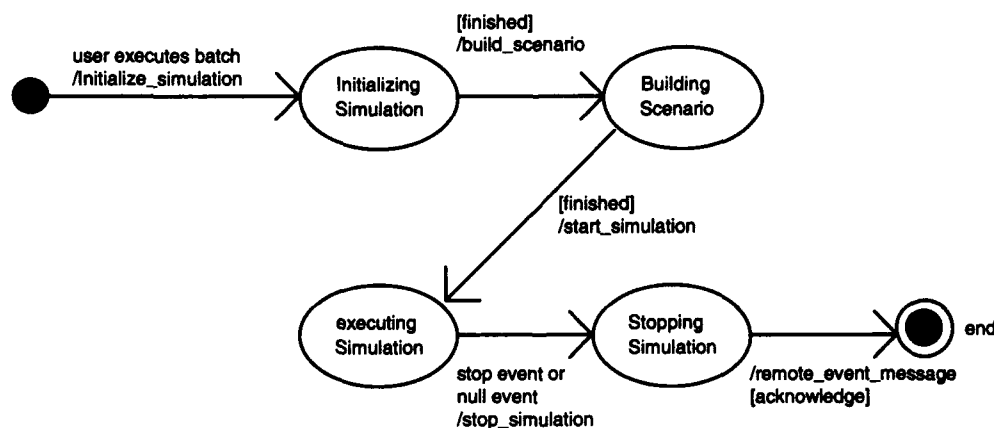 user executes batch
/Initialize_simulation
Initializing
Simulation
[finished]
/build_scenario
Building
Scenario
[finished]
/start_simulation
executing
Simulation
stop event or
null event
/stop_simulation
Stopping
Simulation
/remote_event_message
[acknowledge]
end